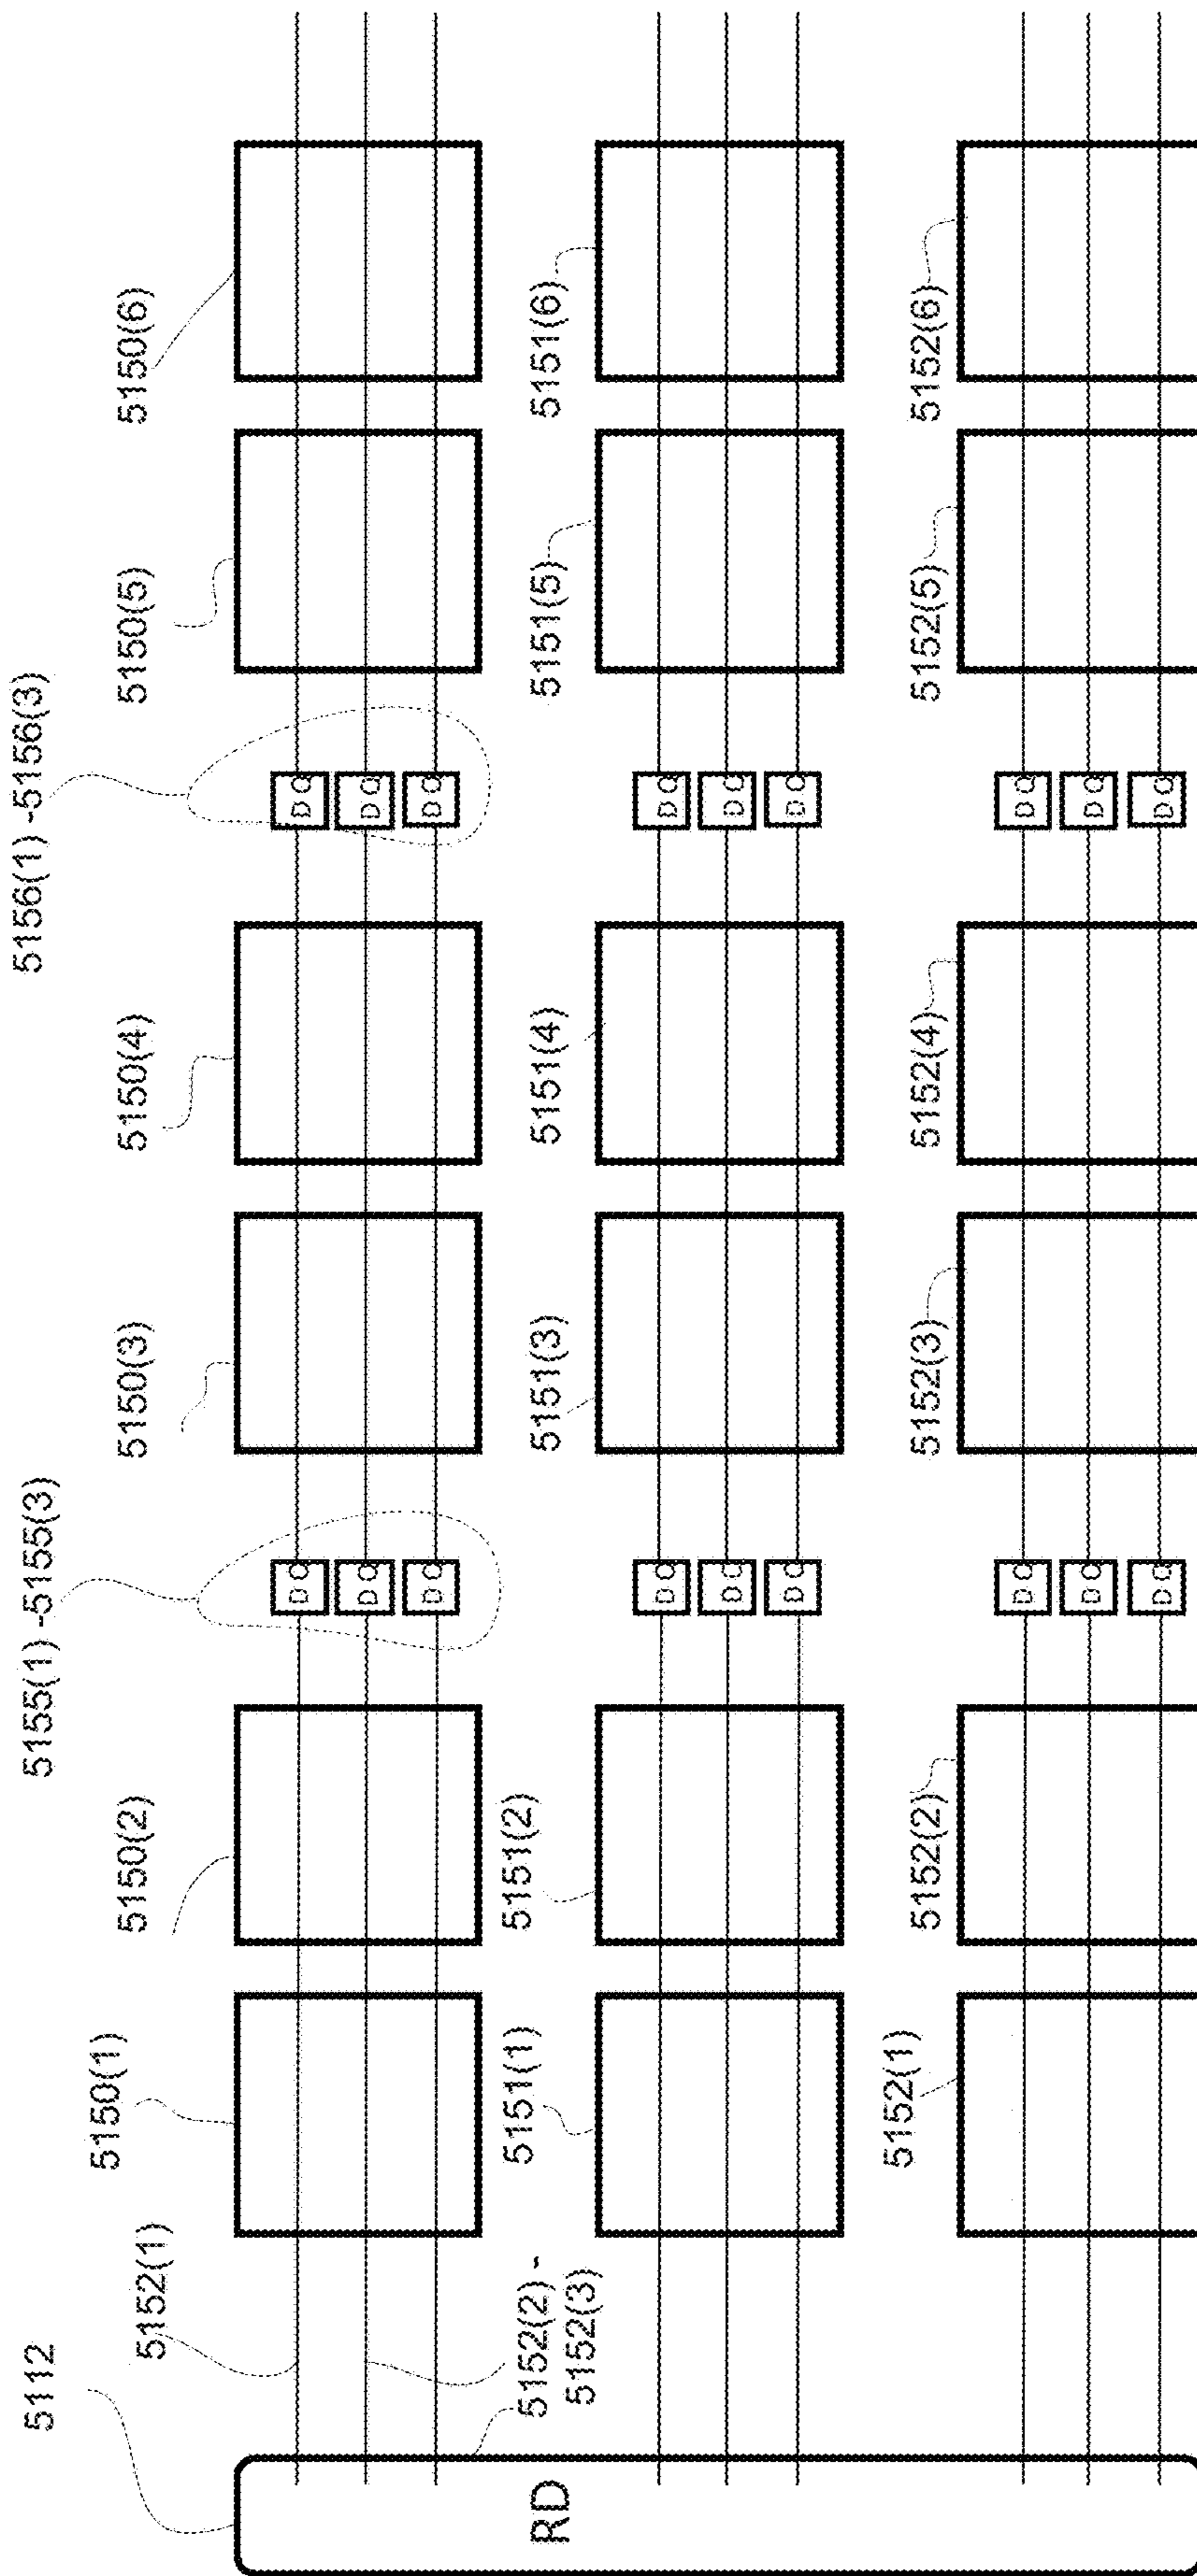 5112
5155(1) -5155(3)
5156(1) -5156(3)
5152(1)
5150(1)
5150(2)
5150(3)
5150(4)
5150(5)
5150(6)
D Q
D Q
D Q
D Q
D Q
D Q
5152(2) -
5152(3)
RD
5151(1)
5151(2)
5151(3)
5151(4)
5151(5)
5151(6)
D Q
D Q
D Q
D Q
D Q
D Q
5152(1)
5152(2)
5152(3)
5152(4)
5152(5)
5152(6)
D Q
D Q
D Q
D Q
D Q
D Q